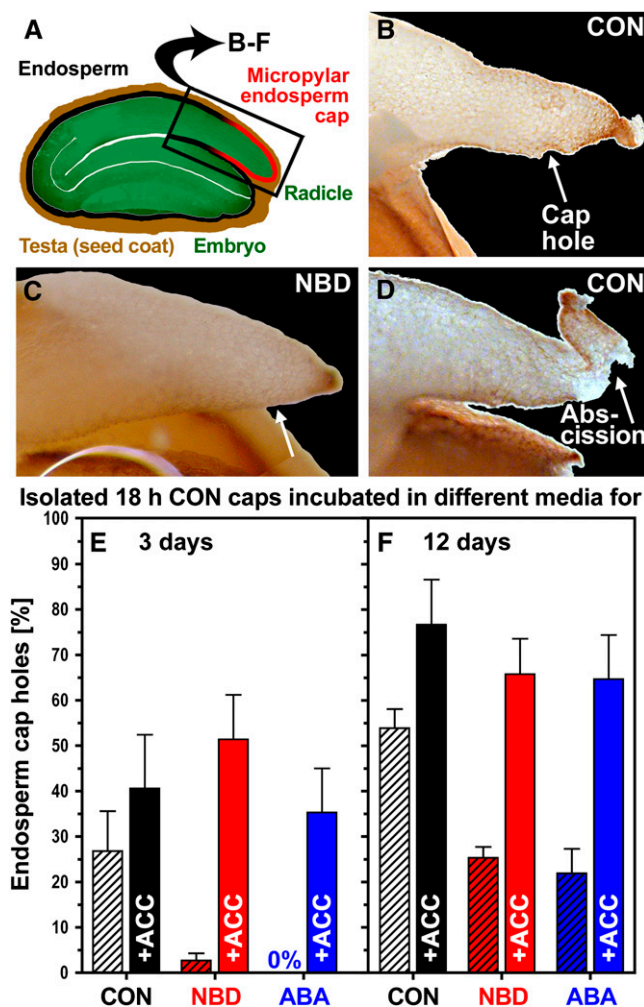 A
B-F
Endosperm
Micropylar
endosperm
cap
Radicle
Testa (seed coat)
Embryo
B
CON
Cap
hole
C
NBD
D
CON
Abs-
cission
Isolated 18 h CON caps incubated in different media for
E 3 days
F 12 days
Endosperm cap holes [%]
100
90
80
70
60
50
40
30
20
10
0
+ACC
+ACC
0%
+ACC
+ACC
+ACC
+ACC
CON NBD ABA CON NBD ABA